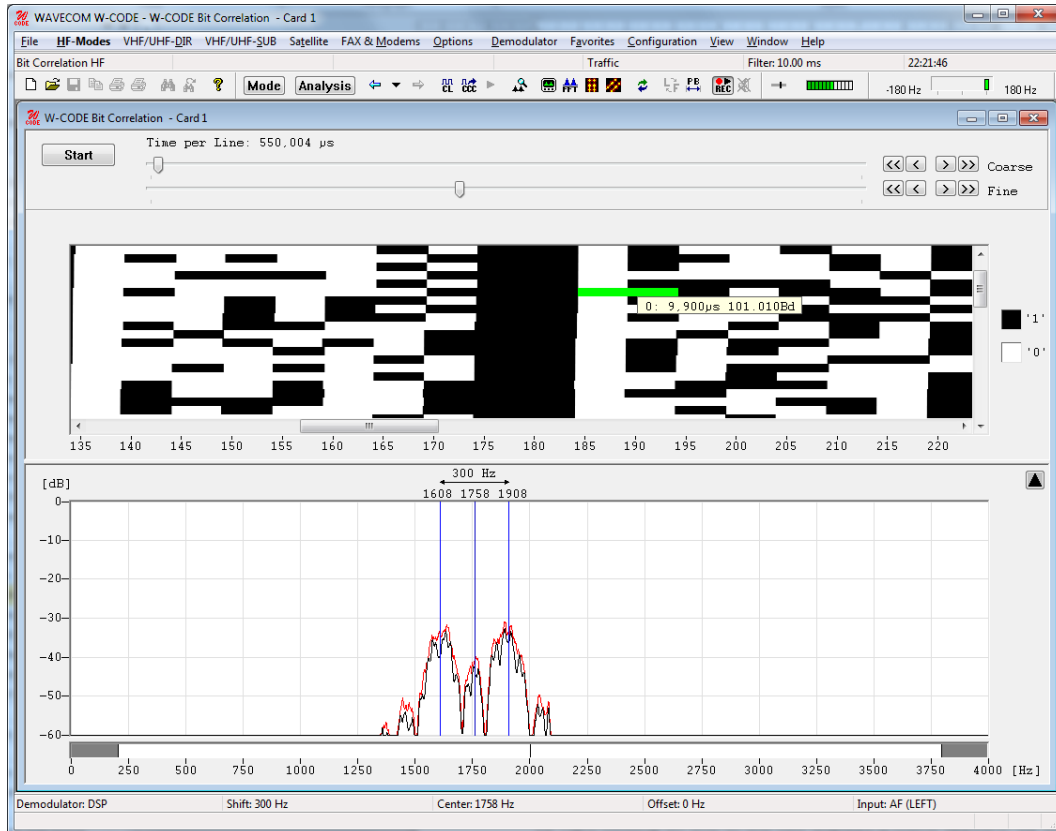 WAVECOM W-CODE - W-CODE Bit Correlation - Card 1
File HF-Modes VHF/UHF-DIR VHF/UHF-SUB Satellite FAX & Modems Options Demodulator Favorites Configuration View Window Help
Bit Correlation HF Traffic Filter: 10.00 ms 22:21:46
Mode Analysis CL CCC PB REC -180 Hz 180 Hz
W-CODE Bit Correlation - Card 1
Time per Line: 550,004 µs
Start
<< < > >> Coarse
<< < > >> Fine
0: 9,900µs 101.010Bd
'1'
'0'
135 140 145 150 155 160 165 170 175 180 185 190 195 200 205 210 215 220
300 Hz
[dB]
1608 1758 1908
0
-10
-20
-30
-40
-50
-60
0 250 500 750 1000 1250 1500 1750 2000 2250 2500 2750 3000 3250 3500 3750 4000 [Hz]
Demodulator: DSP Shift: 300 Hz Center: 1758 Hz Offset: 0 Hz Input: AF (LEFT)